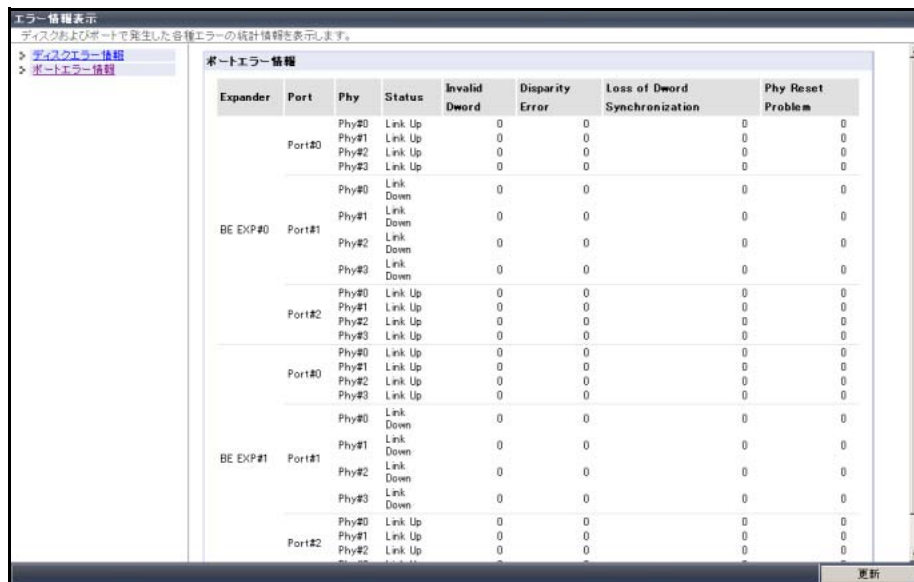 エラー情報表示
ディスクおよびポートで発生した各種エラーの統計情報を表示します。
> ディスクエラー情報
> ポートエラー情報
ポートエラー情報
Expander Port Phy Status Invalid Dword Disparity Error Loss of Dword Synchronization Phy Reset Problem
BE EXP#0 Port#0 Phy#0 Link Up 0 0 0 0
Phy#1 Link Up 0 0 0 0
Phy#2 Link Up 0 0 0 0
Phy#3 Link Up 0 0 0 0
Port#1 Phy#0 Link Down 0 0 0 0
Phy#1 Link Down 0 0 0 0
Phy#2 Link Down 0 0 0 0
Phy#3 Link Down 0 0 0 0
Port#2 Phy#0 Link Up 0 0 0 0
Phy#1 Link Up 0 0 0 0
Phy#2 Link Up 0 0 0 0
Phy#3 Link Up 0 0 0 0
BE EXP#1 Port#0 Phy#0 Link Up 0 0 0 0
Phy#1 Link Up 0 0 0 0
Phy#2 Link Up 0 0 0 0
Phy#3 Link Up 0 0 0 0
Port#1 Phy#0 Link Down 0 0 0 0
Phy#1 Link Down 0 0 0 0
Phy#2 Link Down 0 0 0 0
Phy#3 Link Down 0 0 0 0
Port#2 Phy#0 Link Up 0 0 0 0
Phy#1 Link Up 0 0 0 0
Phy#2 Link Up 0 0 0 0
更新